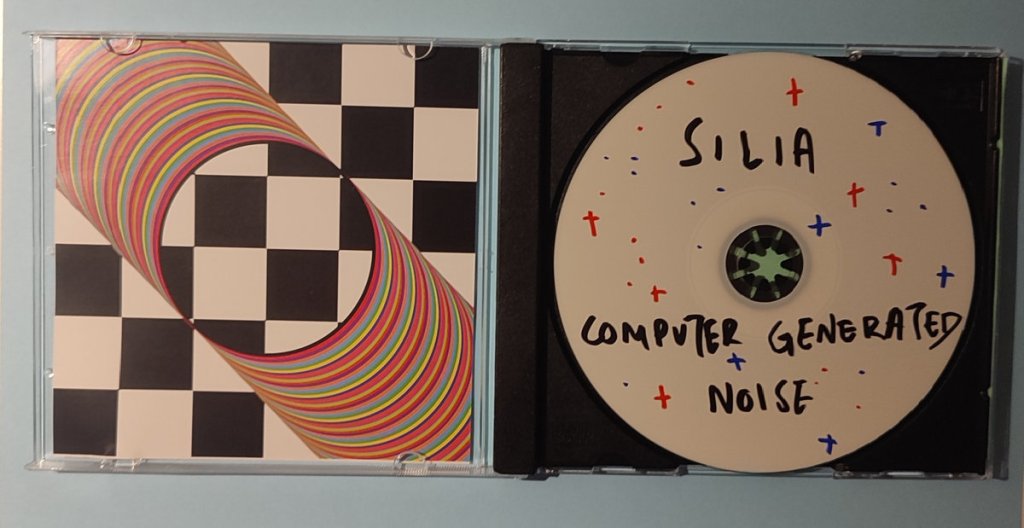 SILIA
COMPUTER GENERATED
NOISE